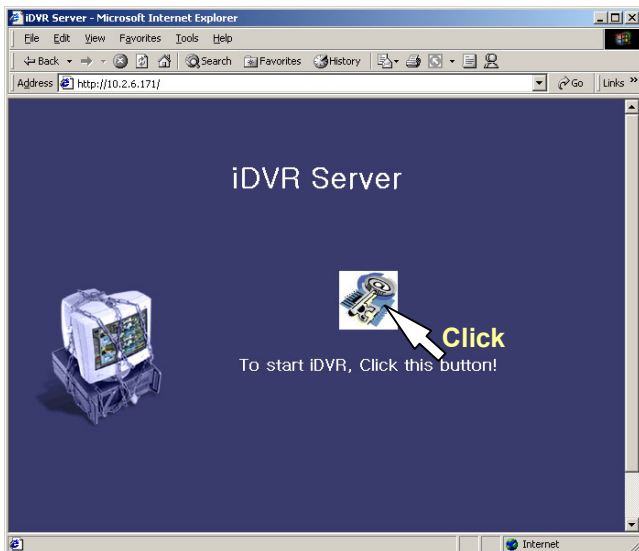 iDVR Server - Microsoft Internet Explorer
File Edit View Favorites Tools Help
Back Search Favorites History
Address http://10.2.6.171/ Go Links »
iDVR Server
Click
To start iDVR, Click this button!
Internet